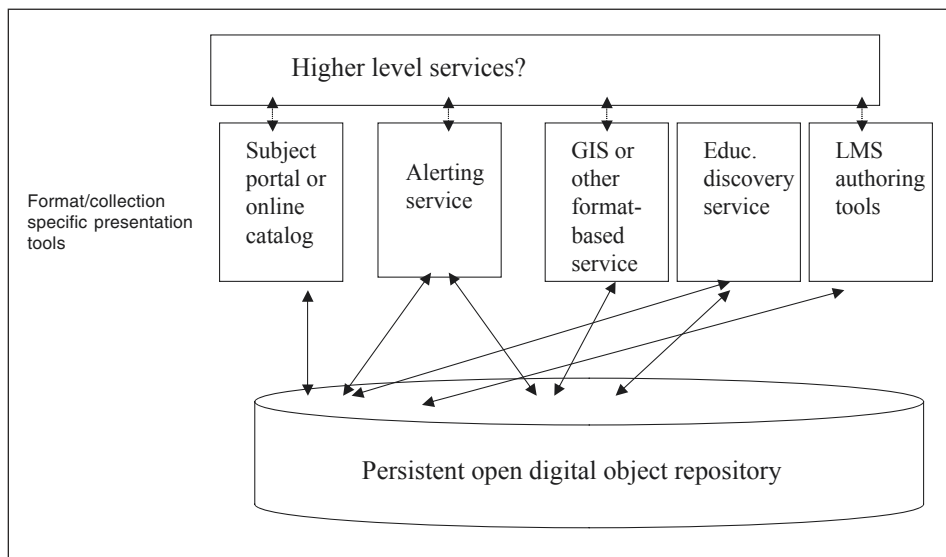 Higher level services?
Format/collection
specific presentation
tools
Subject
portal or
online
catalog
Alerting
service
GIS or
other
format-
based
service
Educ.
discovery
service
LMS
authoring
tools
Persistent open digital object repository